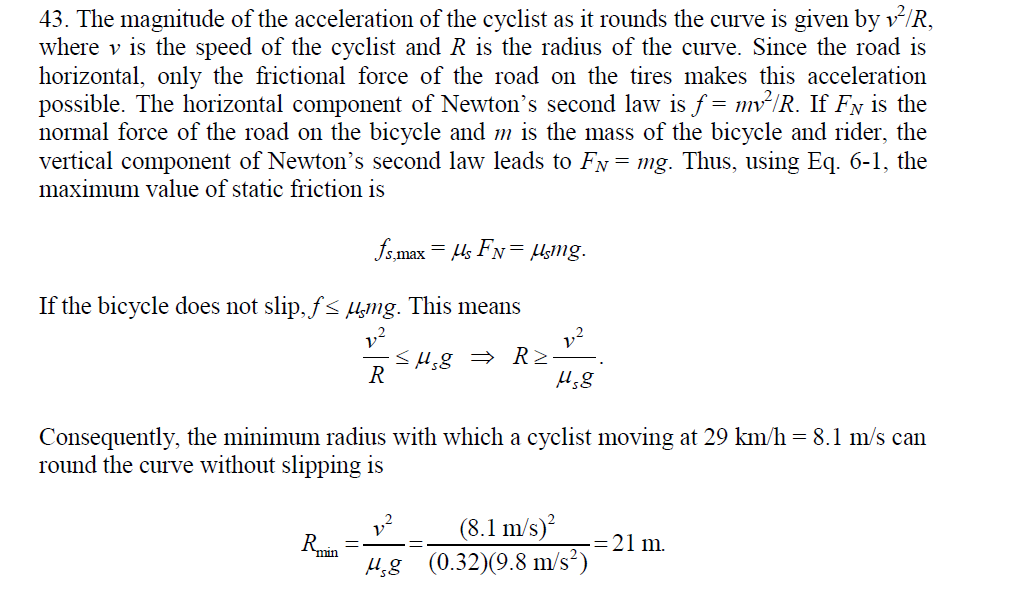 43. The magnitude of the acceleration of the cyclist as it rounds the curve is given by v²/R,
where v is the speed of the cyclist and R is the radius of the curve. Since the road is
horizontal, only the frictional force of the road on the tires makes this acceleration
possible. The horizontal component of Newton's second law is f = mv²/R. If F_N is the
normal force of the road on the bicycle and m is the mass of the bicycle and rider, the
vertical component of Newton's second law leads to F_N = mg. Thus, using Eq. 6-1, the
maximum value of static friction is
f_s,max = μ_s F_N = μ_s mg.
If the bicycle does not slip, f ≤ μ_s mg. This means
v²/R ≤ μ_s g ⇒ R ≥ v²/(μ_s g).
Consequently, the minimum radius with which a cyclist moving at 29 km/h = 8.1 m/s can
round the curve without slipping is
R_min = v²/(μ_s g) = (8.1 m/s)²/((0.32)(9.8 m/s²)) = 21 m.